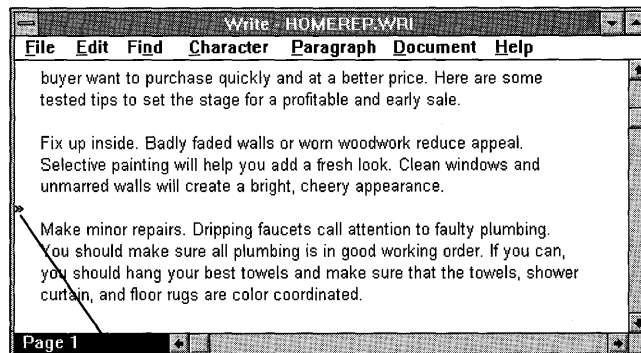 Write - HOMEREP.WRI
File Edit Find Character Paragraph Document Help
buyer want to purchase quickly and at a better price. Here are some
tested tips to set the stage for a profitable and early sale.
Fix up inside. Badly faded walls or worn woodwork reduce appeal.
Selective painting will help you add a fresh look. Clean windows and
unmarred walls will create a bright, cheery appearance.
»
Make minor repairs. Dripping faucets call attention to faulty plumbing.
You should make sure all plumbing is in good working order. If you can,
you should hang your best towels and make sure that the towels, shower
curtain, and floor rugs are color coordinated.
Page 1